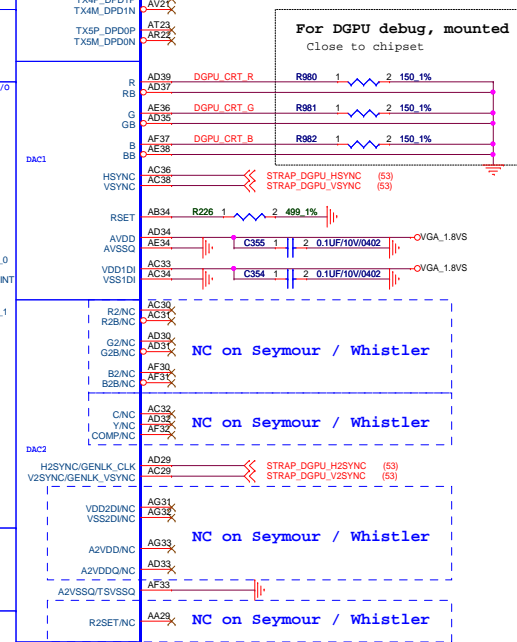 TX4M_DPD1N AV21
TX5P_DPD0P AT23
TX5M_DPD0N AR22
For DGPU debug, mounted
Close to chipset
R AD39 DGPU_CRT_R R980 1 2 150_1%
RB AD37
G AE36 DGPU_CRT_G R981 1 2 150_1%
GB AD35
B AF37 DGPU_CRT_B R982 1 2 150_1%
BB AE38
DAC1
HSYNC AC36 STRAP_DGPU_HSYNC (53)
VSYNC AC38 STRAP_DGPU_VSYNC (53)
RSET AB34 R226 1 2 499_1%
AVDD AD34 VGA_1.8VS
AVSSQ AE34 C355 1 2 0.1UF/10V/0402
VDD1DI AC33 VGA_1.8VS
VSS1DI AC34 C354 1 2 0.1UF/10V/0402
R2/NC AC30
R2B/NC AC31
G2/NC AD30
G2B/NC AD31
NC on Seymour / Whistler
B2/NC AF30
B2B/NC AF31
C/NC AC32
Y/NC AD32
COMP/NC AF32
NC on Seymour / Whistler
DAC2
H2SYNC/GENLK_CLK AD29 STRAP_DGPU_H2SYNC (53)
V2SYNC/GENLK_VSYNC AC29 STRAP_DGPU_V2SYNC (53)
VDD2DI/NC AG31
VSS2DI/NC AG32
NC on Seymour / Whistler
A2VDD/NC AG33
A2VDDQ/NC AD33
A2VSSQ/TSVSSQ AF33
R2SET/NC AA29
NC on Seymour / Whistler